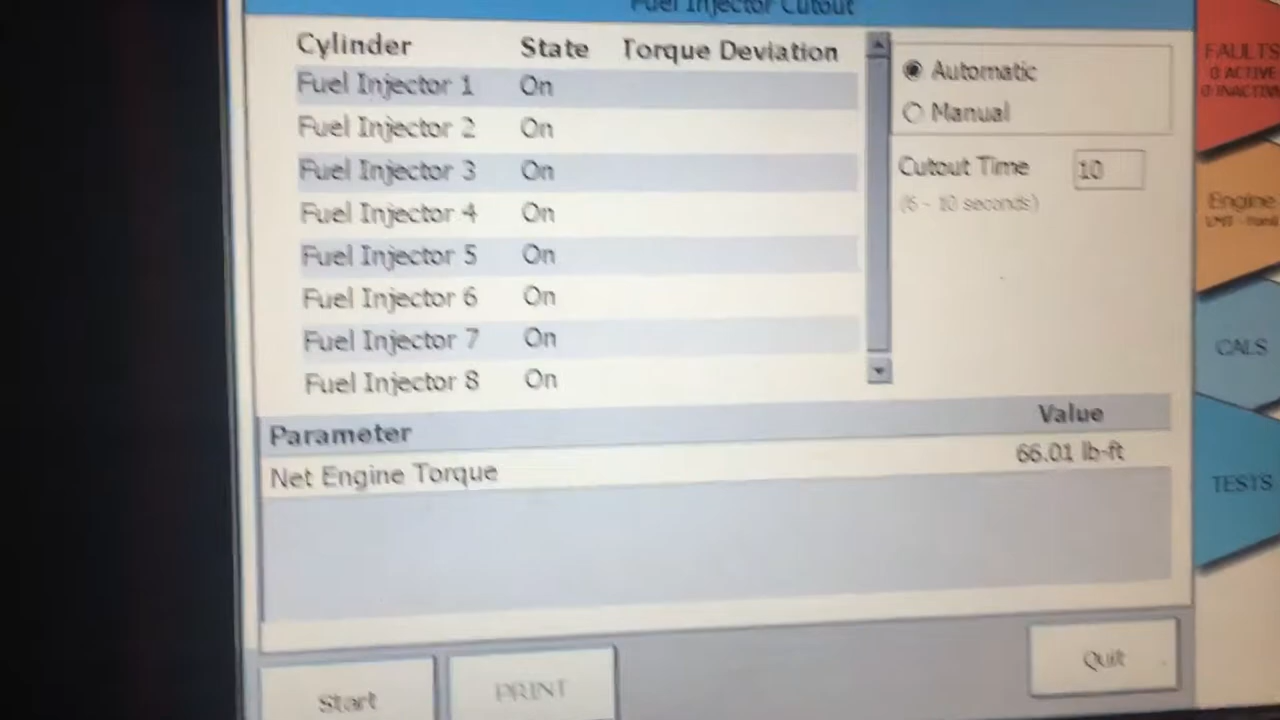 Fuel Injector Cutout
Cylinder State Torque Deviation
Fuel Injector 1 On
Fuel Injector 2 On
Fuel Injector 3 On
Fuel Injector 4 On
Fuel Injector 5 On
Fuel Injector 6 On
Fuel Injector 7 On
Fuel Injector 8 On
Automatic
Manual
Cutout Time 10
(6 - 10 seconds)
Parameter Value
Net Engine Torque 66.01 lb-ft
Start
PRINT
Quit
FAULTS
0 ACTIVE
0 INACTIVE
Engine
CALS
TESTS